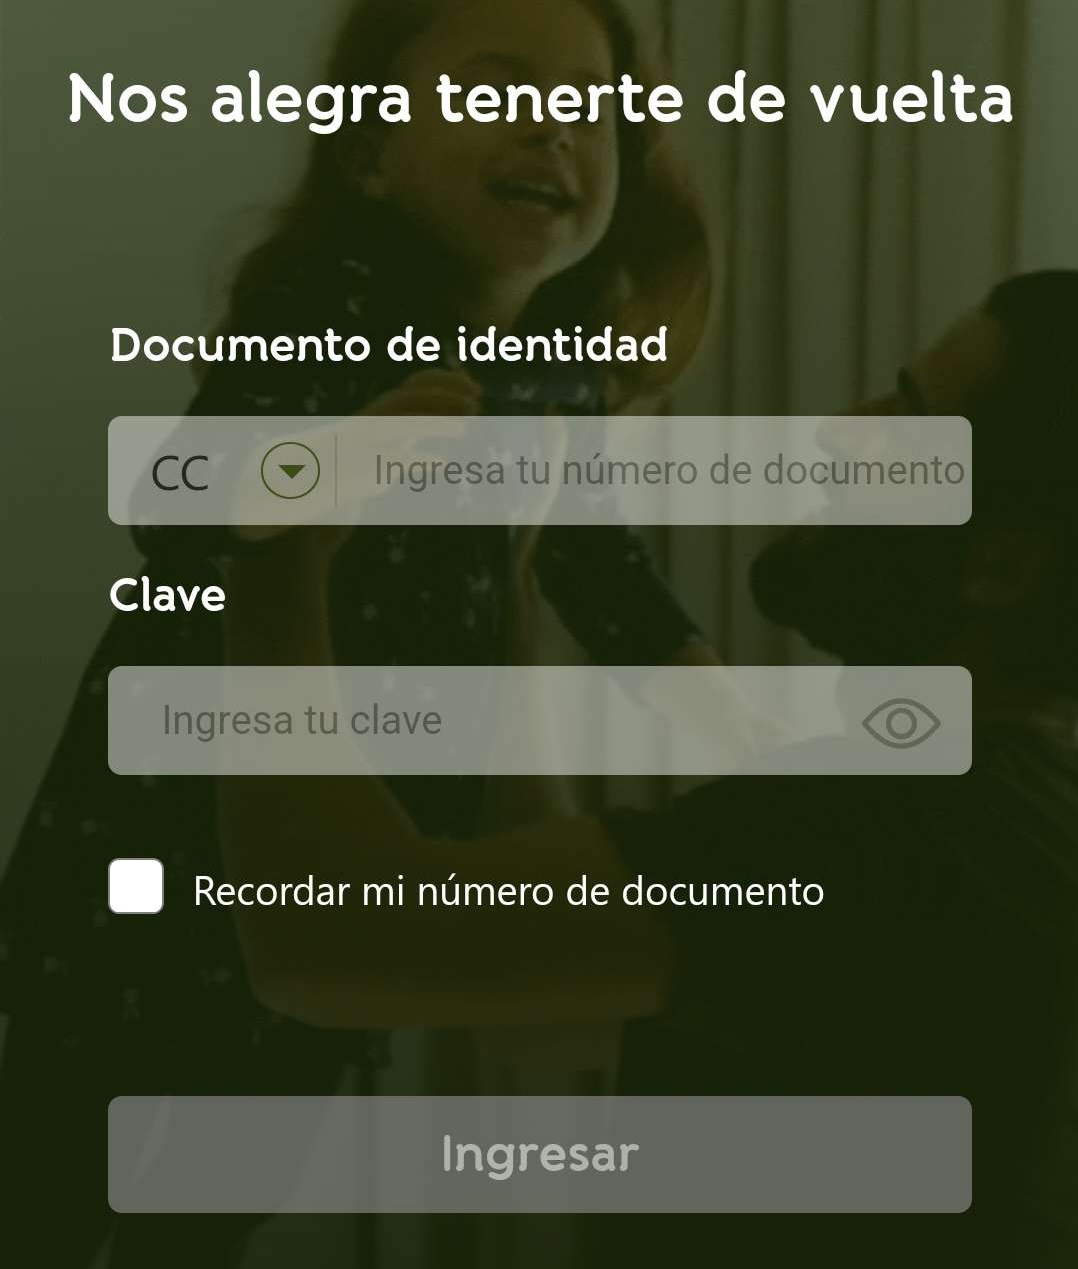 Nos alegra tenerte de vuelta
Documento de identidad
CC Ingresa tu número de documento
Clave
Ingresa tu clave
Recordar mi número de documento
Ingresar